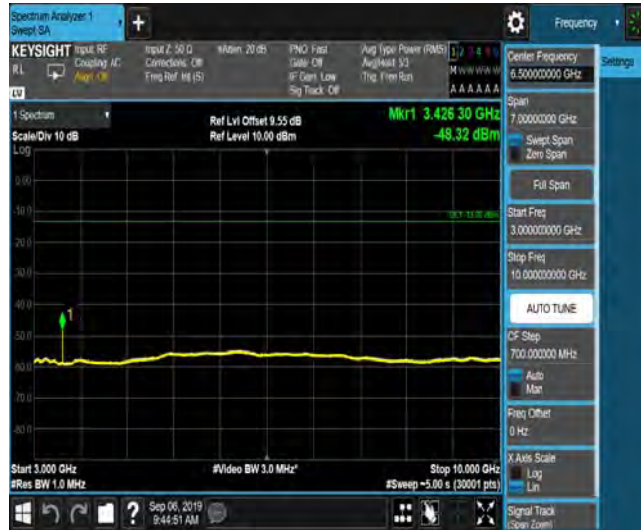 Spectrum Analyzer 1
Swept SA
+
Frequency
KEYSIGHT
R L
Input: RF
Coupling: AC
Align: Off
Input Z: 50 Ω
Corrections: Off
Freq Ref: Int (S)
#Atten: 20 dB
PNO: Fast
Gate: Off
IF Gain: Low
Sig Track: Off
Avg Type: Power (RMS)
Trig: Free Run
1 2 3 4 5 6
M W W W W W
A A A A A A
LV
1 Spectrum
Scale/Div 10 dB
Ref Lvl Offset 9.55 dB
Ref Level 10.00 dBm
Mkr1 3.426 30 GHz
-48.32 dBm
Log
0.00
-10.0
-20.0
-30.0
-40.0
-50.0
-60.0
-70.0
-80.0
1
Start 3.000 GHz
#Res BW 1.0 MHz
#Video BW 3.0 MHz*
Stop 10.000 GHz
#Sweep ~5.00 s (30001 pts)
Center Frequency
6.500000000 GHz
Settings
Span
7.00000000 GHz
Swept Span
Zero Span
Full Span
Start Freq
3.000000000 GHz
Stop Freq
10.000000000 GHz
AUTO TUNE
CF Step
700.000000 MHz
Auto
Man
Freq Offset
0 Hz
X Axis Scale
Log
Lin
Signal Track
(Span Zoom)
?
Sep 06, 2019
9:44:51 AM